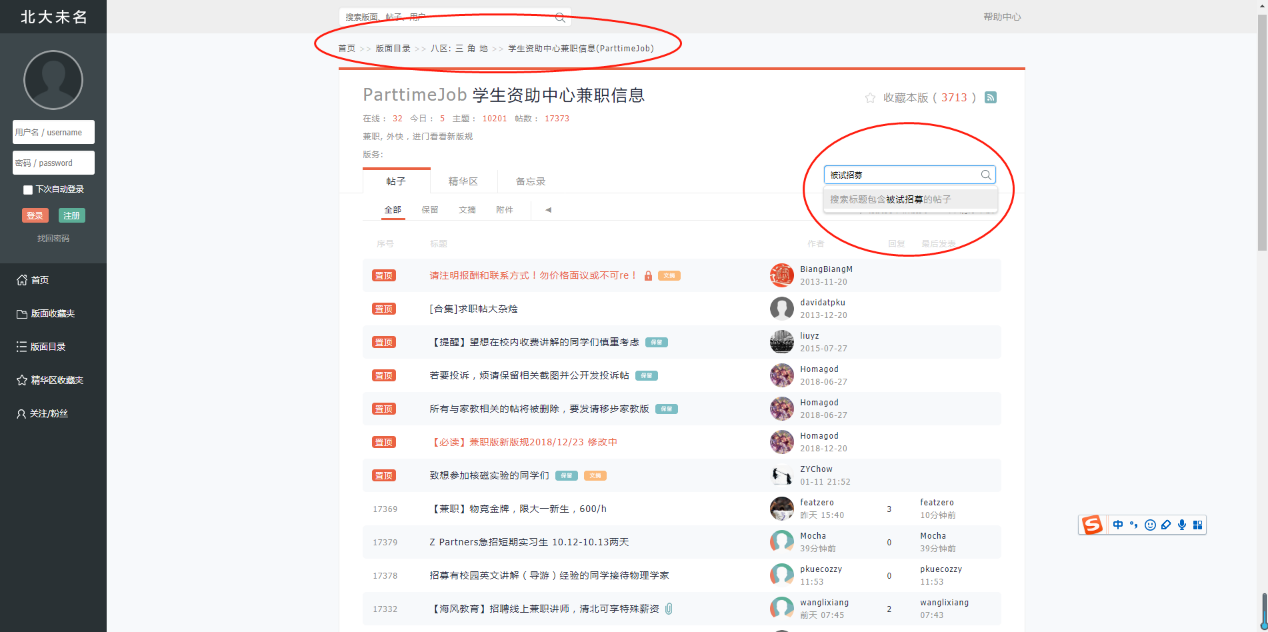 北大未名
搜索版面、帖子、用户
帮助中心
首页 >> 版面目录 >> 八区: 三 角 地 >> 学生资助中心兼职信息(ParttimeJob)
用户名 / username
密码 / password
下次自动登录
登录 注册
找回密码
首页
版面收藏夹
版面目录
精华区收藏夹
关注/粉丝
ParttimeJob 学生资助中心兼职信息
收藏本版 ( 3713 )
在线: 32 今日: 5 主题: 10201 帖数: 17373
兼职, 外快，进门看看新版规
版务:
帖子 精华区 备忘录
被试招募
搜索标题包含被试招募的帖子
全部 保留 文摘 附件 ◄
序号 标题 作者 回复 最后发表
置顶 请注明报酬和联系方式！勿价格面议或不可re！ 文摘 BiangBiangM
2013-11-20
置顶 [合集]求职帖大杂烩 davidatpku
2013-12-20
置顶 【提醒】望想在校内收费讲解的同学们慎重考虑 保留 liuyz
2015-07-27
置顶 若要投诉，烦请保留相关截图并公开发投诉帖 保留 Homagod
2018-06-27
置顶 所有与家教相关的帖将被删除，要发请移步家教版 保留 Homagod
2018-06-27
置顶 【必读】兼职版新版规2018/12/23 修改中 Homagod
2018-12-20
置顶 致想参加核磁实验的同学们 保留 文摘 ZYChow
01-11 21:52
17369 【兼职】物竞金牌，限大一新生，600/h featzero 3 featzero
昨天 15:40 10分钟前
17379 Z Partners急招短期实习生 10.12-10.13两天 Mocha 0 Mocha
39分钟前 39分钟前
17378 招募有校园英文讲解（导游）经验的同学接待物理学家 pkuecozzy 0 pkuecozzy
11:53 11:53
17332 【海风教育】招聘线上兼职讲师，清北可享特殊薪资 wanglixiang 2 wanglixiang
前天 07:45 07:43
中